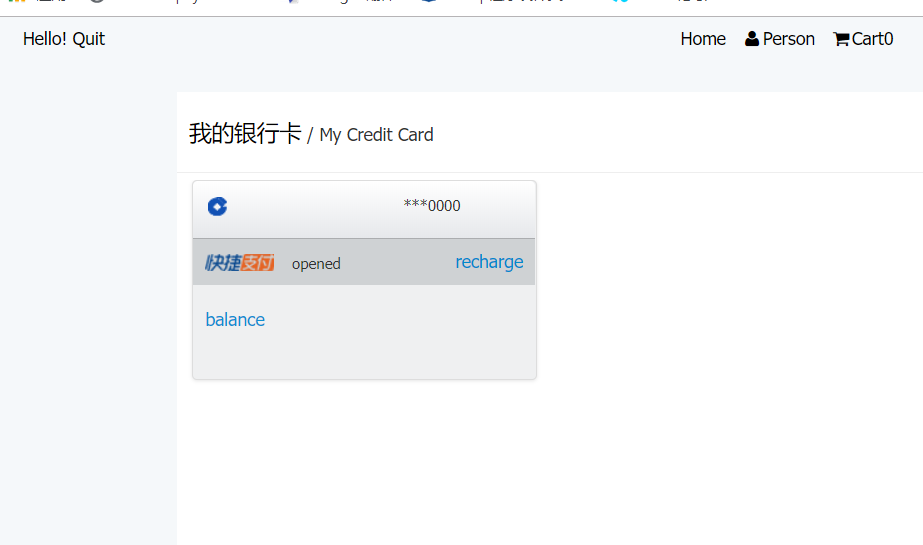 Hello! Quit
Home Person Cart0
我的银行卡 / My Credit Card
***0000
快捷支付 opened recharge
balance